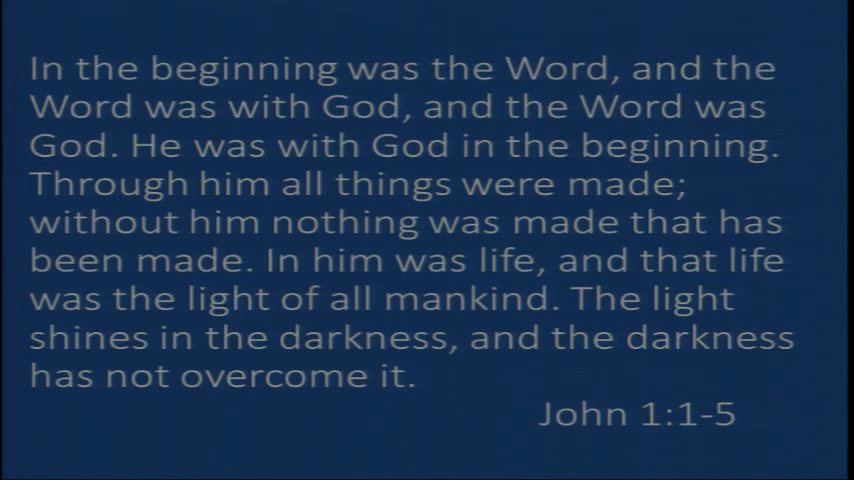 In the beginning was the Word, and the
Word was with God, and the Word was
God. He was with God in the beginning.
Through him all things were made;
without him nothing was made that has
been made. In him was life, and that life
was the light of all mankind. The light
shines in the darkness, and the darkness
has not overcome it.
John 1:1-5